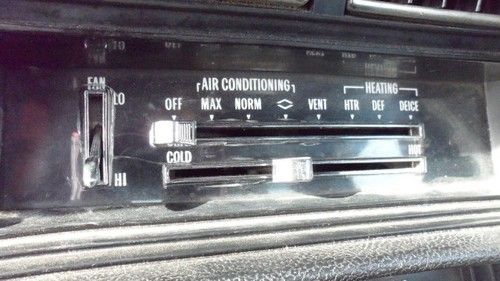 FAN
LO
HI
AIR CONDITIONING
HEATING
OFF MAX NORM VENT HTR DEF DEICE
COLD